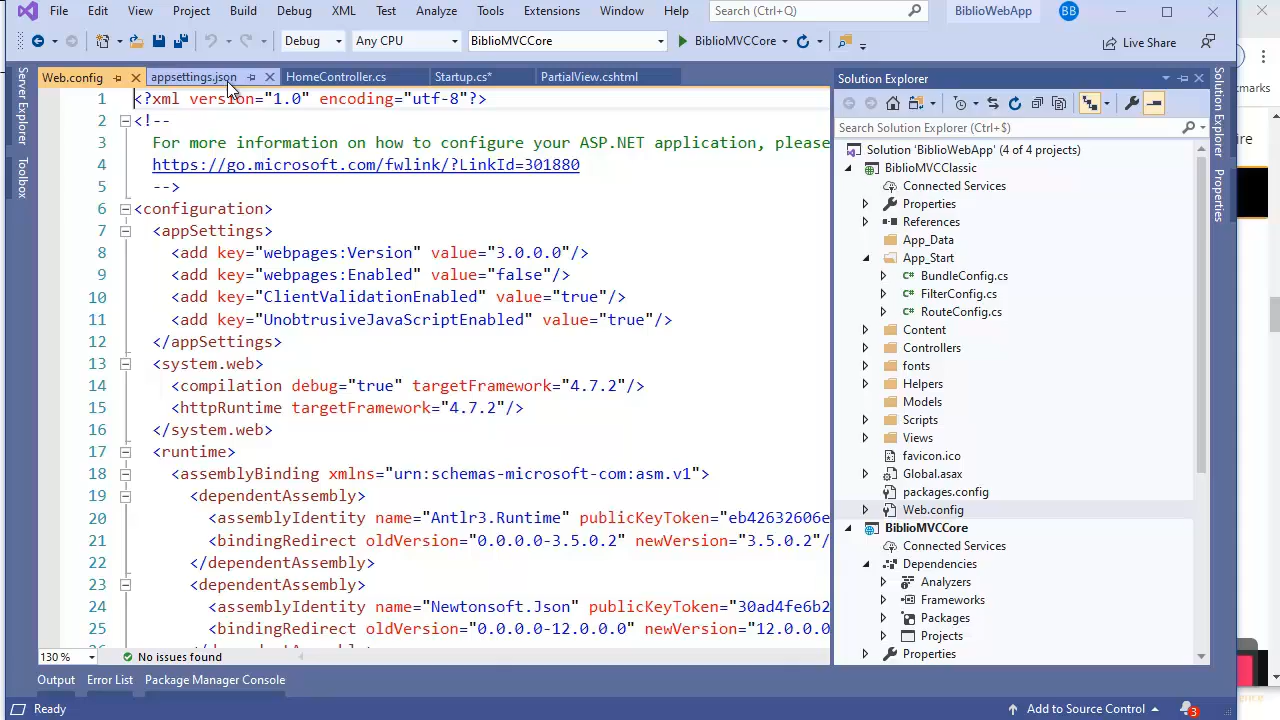 File Edit View Project Build Debug XML Test Analyze Tools Extensions Window Help Search (Ctrl+Q) BiblioWebApp BB
Debug Any CPU BiblioMVCCore BiblioMVCCore Live Share
Web.config appsettings.json HomeController.cs Startup.cs* PartialView.cshtml
Server Explorer
Toolbox
1 <?xml version="1.0" encoding="utf-8"?>
2 <!--
3 For more information on how to configure your ASP.NET application, please
4 https://go.microsoft.com/fwlink/?LinkId=301880
5 -->
6 <configuration>
7 <appSettings>
8 <add key="webpages:Version" value="3.0.0.0"/>
9 <add key="webpages:Enabled" value="false"/>
10 <add key="ClientValidationEnabled" value="true"/>
11 <add key="UnobtrusiveJavaScriptEnabled" value="true"/>
12 </appSettings>
13 <system.web>
14 <compilation debug="true" targetFramework="4.7.2"/>
15 <httpRuntime targetFramework="4.7.2"/>
16 </system.web>
17 <runtime>
18 <assemblyBinding xmlns="urn:schemas-microsoft-com:asm.v1">
19 <dependentAssembly>
20 <assemblyIdentity name="Antlr3.Runtime" publicKeyToken="eb42632606e
21 <bindingRedirect oldVersion="0.0.0.0-3.5.0.2" newVersion="3.5.0.2"/
22 </dependentAssembly>
23 <dependentAssembly>
24 <assemblyIdentity name="Newtonsoft.Json" publicKeyToken="30ad4fe6b2
25 <bindingRedirect oldVersion="0.0.0.0-12.0.0.0" newVersion="12.0.0.0
130 % No issues found
Solution Explorer
Search Solution Explorer (Ctrl+$)
Solution 'BiblioWebApp' (4 of 4 projects)
BiblioMVCClassic
Connected Services
Properties
References
App_Data
App_Start
C# BundleConfig.cs
C# FilterConfig.cs
C# RouteConfig.cs
Content
Controllers
fonts
Helpers
Models
Scripts
Views
favicon.ico
Global.asax
packages.config
Web.config
BiblioMVCCore
Connected Services
Dependencies
Analyzers
Frameworks
Packages
Projects
Properties
Solution Explorer
Properties
Output Error List Package Manager Console
Ready Add to Source Control 3